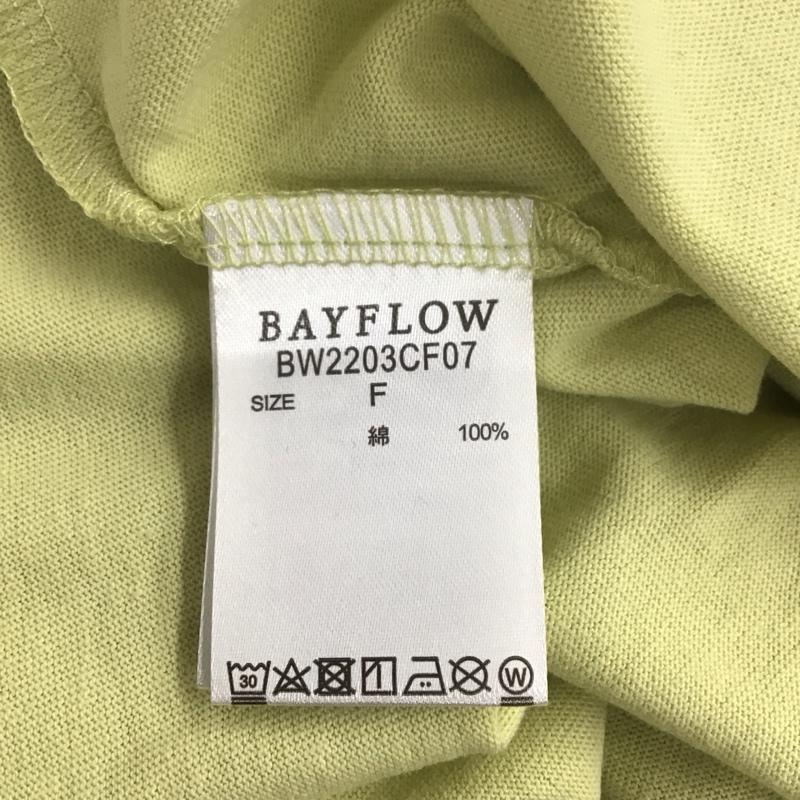 BAYFLOW
BW2203CF07
SIZE F
綿 100%
30 W